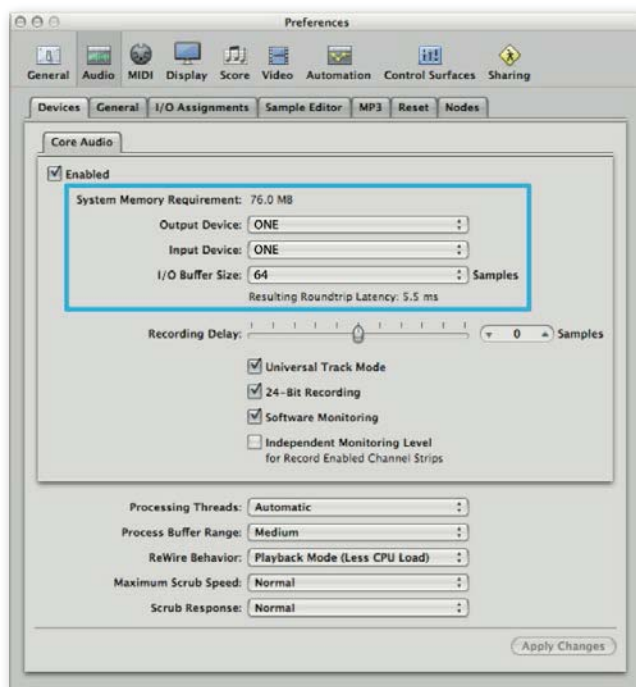 Preferences
General Audio MIDI Display Score Video Automation Control Surfaces Sharing
Devices General I/O Assignments Sample Editor MP3 Reset Nodes
Core Audio
Enabled
System Memory Requirement: 76.0 MB
Output Device: ONE
Input Device: ONE
I/O Buffer Size: 64 Samples
Resulting Roundtrip Latency: 5.5 ms
Recording Delay: 0 Samples
Universal Track Mode
24-Bit Recording
Software Monitoring
Independent Monitoring Level
for Record Enabled Channel Strips
Processing Threads: Automatic
Process Buffer Range: Medium
ReWire Behavior: Playback Mode (Less CPU Load)
Maximum Scrub Speed: Normal
Scrub Response: Normal
Apply Changes